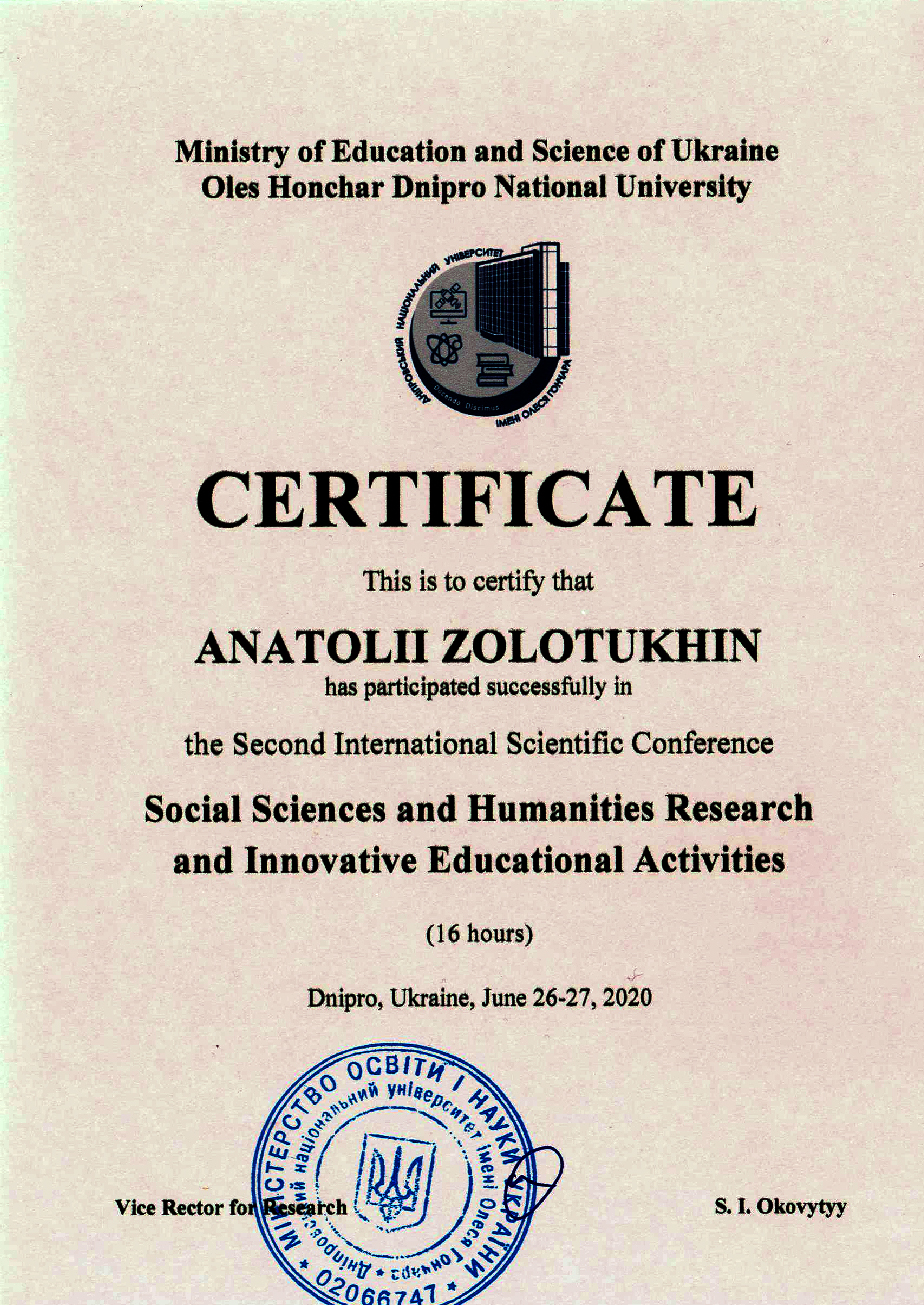 Ministry of Education and Science of Ukraine
Oles Honchar Dnipro National University
ДНІПРОВСЬКИЙ НАЦІОНАЛЬНИЙ УНІВЕРСИТЕТ
ІМЕНІ ОЛЕСЯ ГОНЧАРА
Docendo Discimus
CERTIFICATE
This is to certify that
ANATOLII ZOLOTUKHIN
has participated successfully in
the Second International Scientific Conference
Social Sciences and Humanities Research
and Innovative Educational Activities
(16 hours)
Dnipro, Ukraine, June 26-27, 2020
МІНІСТЕРСТВО ОСВІТИ І НАУКИ УКРАЇНИ
Дніпровський національний університет імені Олеся Гончара
02066747
Vice Rector for Research
S. I. Okovytyy